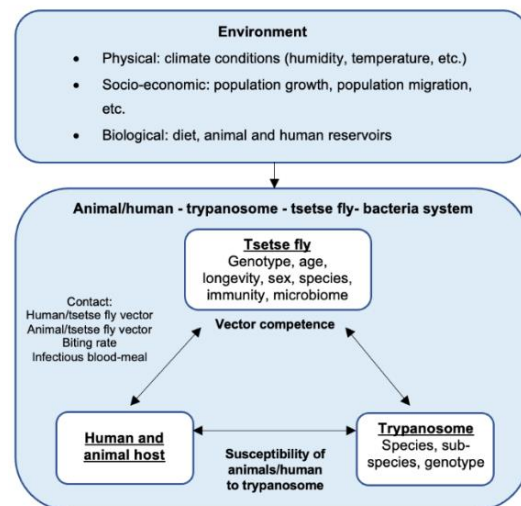 Environment
• Physical: climate conditions (humidity, temperature, etc.)
• Socio-economic: population growth, population migration,
etc.
• Biological: diet, animal and human reservoirs
Animal/human - trypanosome - tsetse fly- bacteria system
Tsetse fly
Genotype, age,
longevity, sex, species,
immunity, microbiome
Vector competence
Contact:
Human/tsetse fly vector
Animal/tsetse fly vector
Biting rate
Infectious blood-meal
Human and
animal host
Susceptibility of
animals/human
to trypanosome
Trypanosome
Species, sub-
species, genotype